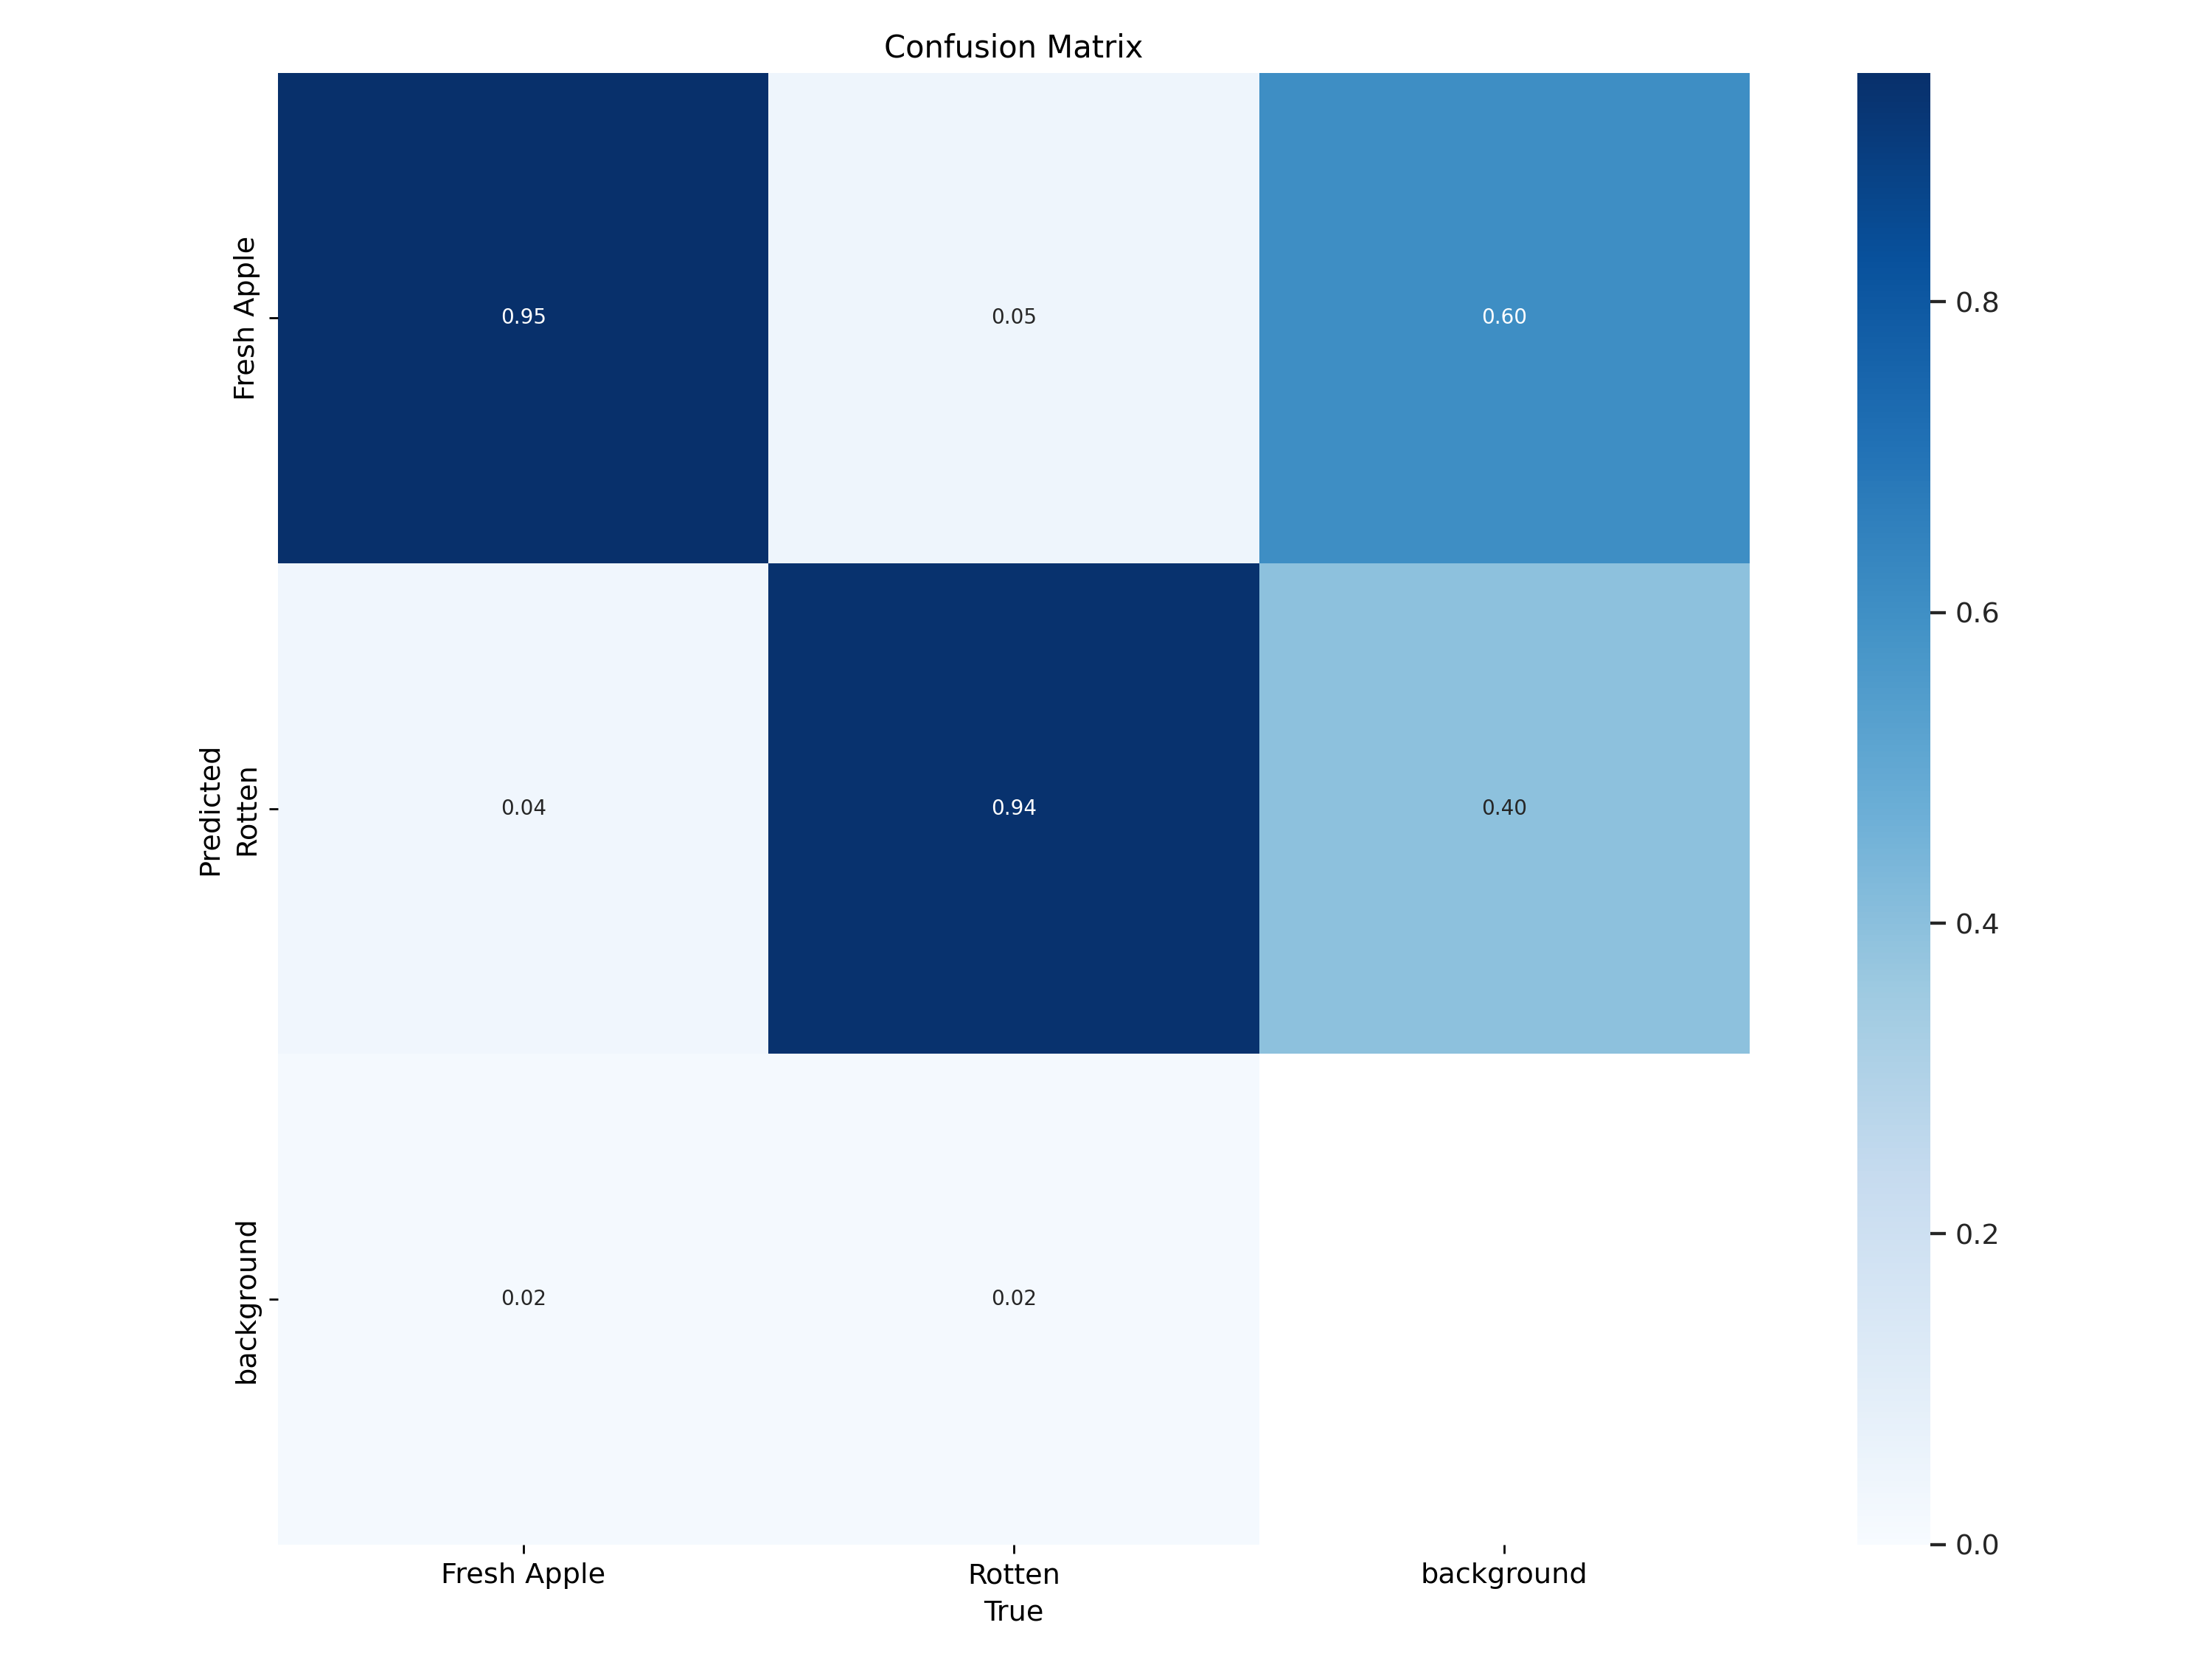 Confusion Matrix
Fresh Apple
0.95 0.05 0.60
0.8
0.6
Predicted
Rotten
0.04 0.94 0.40
0.4
0.2
background
0.02 0.02
0.0
Fresh Apple Rotten background
True